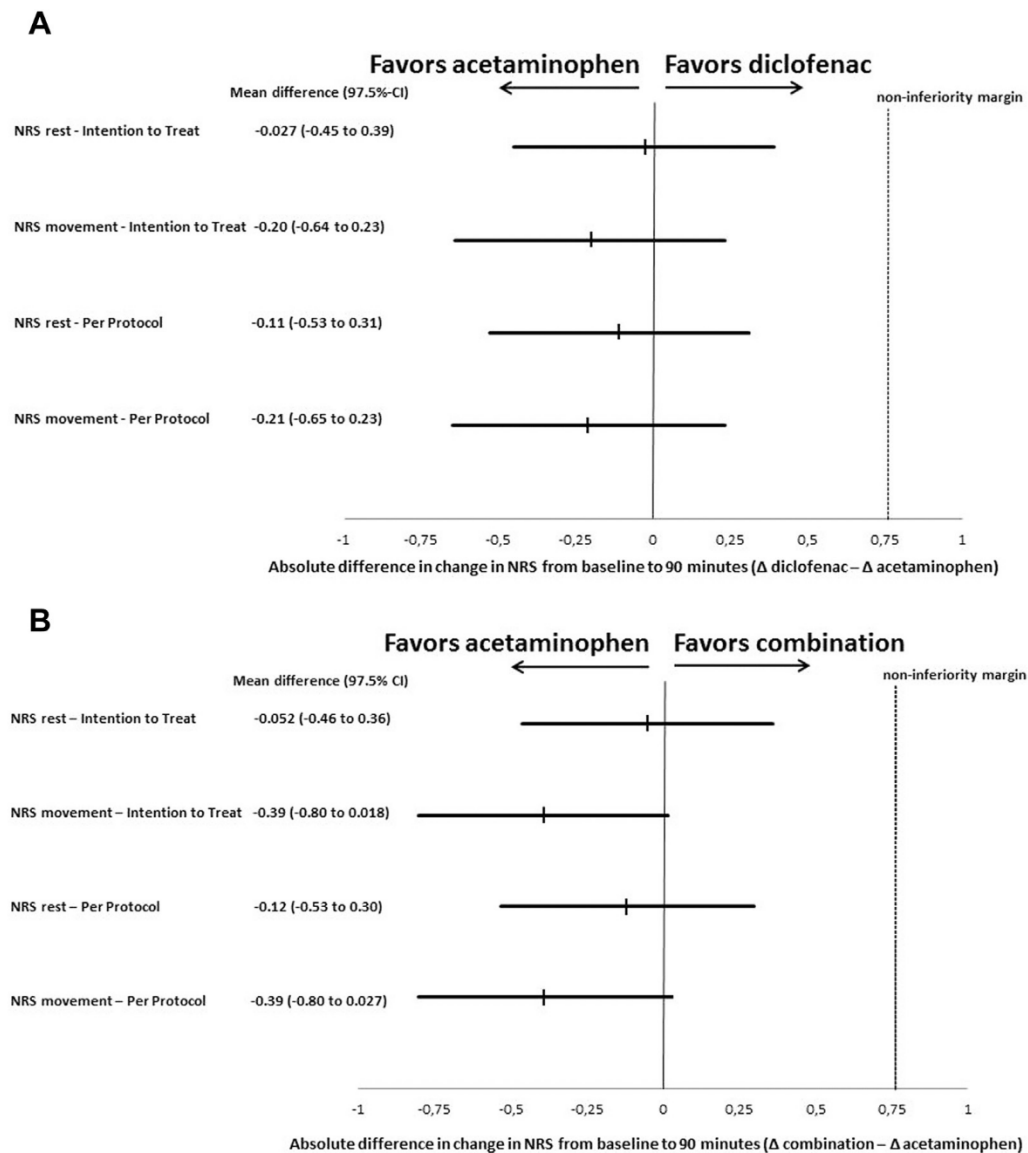 A
Favors acetaminophen Favors diclofenac
Mean difference (97.5%-CI)
non-inferiority margin
NRS rest - Intention to Treat -0.027 (-0.45 to 0.39)
NRS movement - Intention to Treat -0.20 (-0.64 to 0.23)
NRS rest - Per Protocol -0.11 (-0.53 to 0.31)
NRS movement - Per Protocol -0.21 (-0.65 to 0.23)
-1 -0,75 -0,5 -0,25 0 0,25 0,5 0,75 1
Absolute difference in change in NRS from baseline to 90 minutes (Δ diclofenac – Δ acetaminophen)
B
Favors acetaminophen Favors combination
Mean difference (97.5% CI)
non-inferiority margin
NRS rest – Intention to Treat -0.052 (-0.46 to 0.36)
NRS movement – Intention to Treat -0.39 (-0.80 to 0.018)
NRS rest – Per Protocol -0.12 (-0.53 to 0.30)
NRS movement – Per Protocol -0.39 (-0.80 to 0.027)
-1 -0,75 -0,5 -0,25 0 0,25 0,5 0,75 1
Absolute difference in change in NRS from baseline to 90 minutes (Δ combination – Δ acetaminophen)